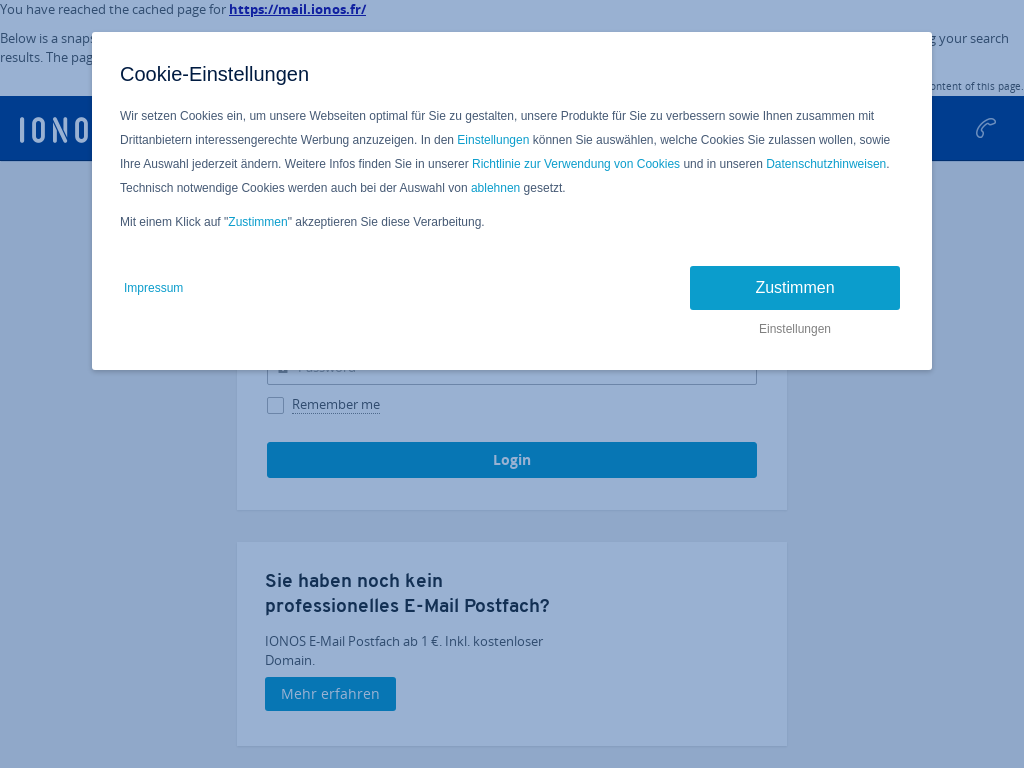 You have reached the cached page for https://mail.ionos.fr/
Below is a snaps
g your search
results. The pag
ontent of this page.
IONO
Cookie-Einstellungen
Wir setzen Cookies ein, um unsere Webseiten optimal für Sie zu gestalten, unsere Produkte für Sie zu verbessern sowie Ihnen zusammen mit
Drittanbietern interessengerechte Werbung anzuzeigen. In den Einstellungen können Sie auswählen, welche Cookies Sie zulassen wollen, sowie
Ihre Auswahl jederzeit ändern. Weitere Infos finden Sie in unserer Richtlinie zur Verwendung von Cookies und in unseren Datenschutzhinweisen.
Technisch notwendige Cookies werden auch bei der Auswahl von ablehnen gesetzt.
Mit einem Klick auf "Zustimmen" akzeptieren Sie diese Verarbeitung.
Impressum
Zustimmen
Einstellungen
Remember me
Login
Sie haben noch kein
professionelles E-Mail Postfach?
IONOS E-Mail Postfach ab 1 €. Inkl. kostenloser
Domain.
Mehr erfahren